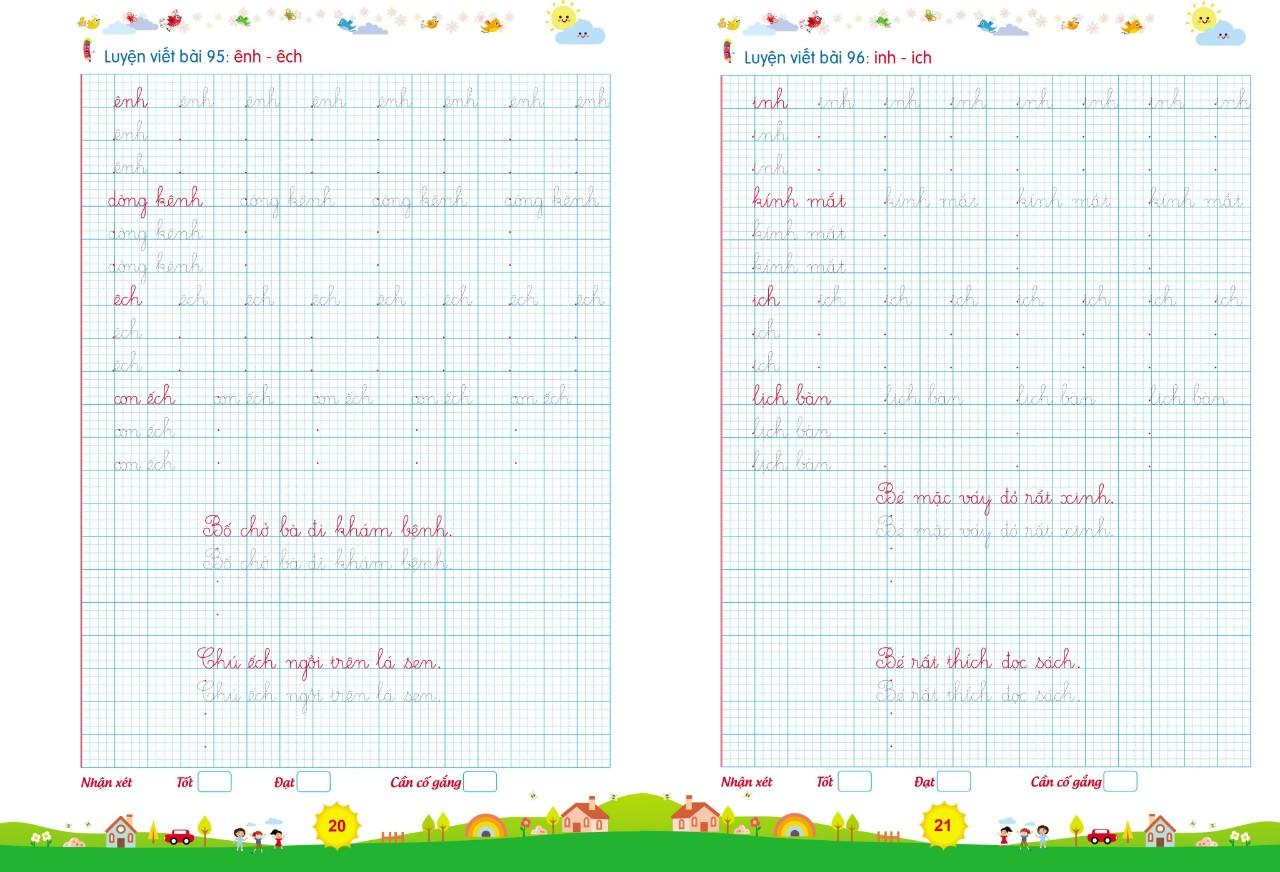 Luyện viết bài 95: ênh - êch
ênh ênh ênh ênh ênh ênh ênh ênh
ênh
ênh
dòng kênh dòng kênh dòng kênh dòng kênh
dòng kênh
dòng kênh
êch êch êch êch êch êch êch êch
êch
êch
con ếch con ếch con ếch con ếch con ếch
con ếch
con ếch
Bố chở bà đi khám bệnh.
Bố chở bà đi khám bệnh.
Chú ếch ngồi trên lá sen.
Chú ếch ngồi trên lá sen.
Nhận xét Tốt Đạt Cần cố gắng
20
Luyện viết bài 96: inh - ich
inh inh inh inh inh inh inh inh
inh
inh
kính mắt kính mắt kính mắt kính mắt
kính mắt
kính mắt
ich ich ich ich ich ich ich ich
ich
ich
lịch bàn lịch bàn lịch bàn lịch bàn
lịch bàn
lịch bàn
Bé mặc váy đỏ rất xinh.
Bé mặc váy đỏ rất xinh.
Bé rất thích đọc sách.
Bé rất thích đọc sách.
Nhận xét Tốt Đạt Cần cố gắng
21